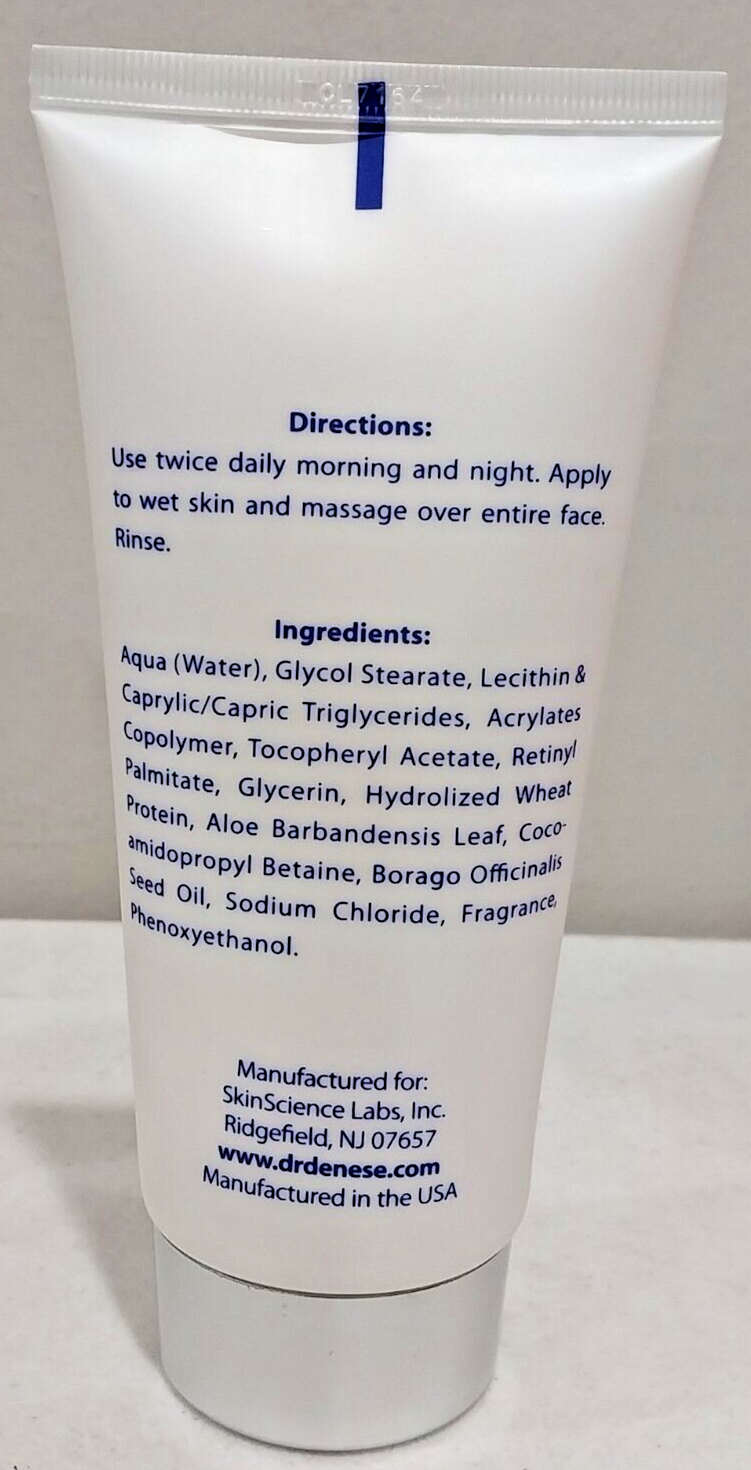 Directions:
Use twice daily morning and night. Apply
to wet skin and massage over entire face.
Rinse.
Ingredients:
Aqua (Water), Glycol Stearate, Lecithin &
Caprylic/Capric Triglycerides, Acrylates
Copolymer, Tocopheryl Acetate, Retinyl
Palmitate, Glycerin, Hydrolized Wheat
Protein, Aloe Barbandensis Leaf, Coco-
amidopropyl Betaine, Borago Officinalis
Seed Oil, Sodium Chloride, Fragrance,
Phenoxyethanol.
Manufactured for:
SkinScience Labs, Inc.
Ridgefield, NJ 07657
www.drdenese.com
Manufactured in the USA